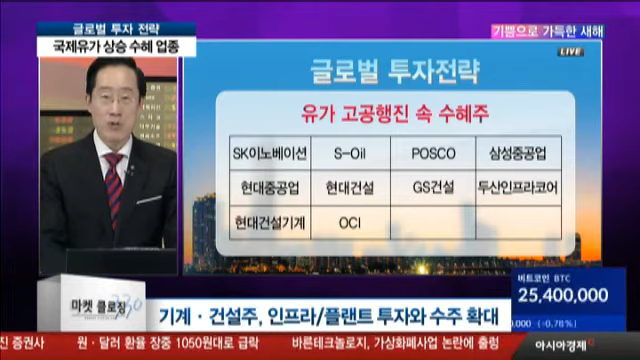 글로벌 투자 전략
국제유가 상승 수혜 업종
기쁨으로 가득한 새해
LIVE
글로벌 투자전략
유가 고공행진 속 수혜주
SK이노베이션 S-Oil POSCO 삼성중공업
현대중공업 현대건설 GS건설 두산인프라코어
현대건설기계 OCI
마켓 클로징
330
비트코인 BTC
25,400,000
(-0.78%)
기계·건설주, 인프라/플랜트 투자와 수주 확대
진 증권사 원·달러 환율 장중 1050원대로 급락 바른테크놀로지, 가상화폐사업 논란에 출렁 아시아경제